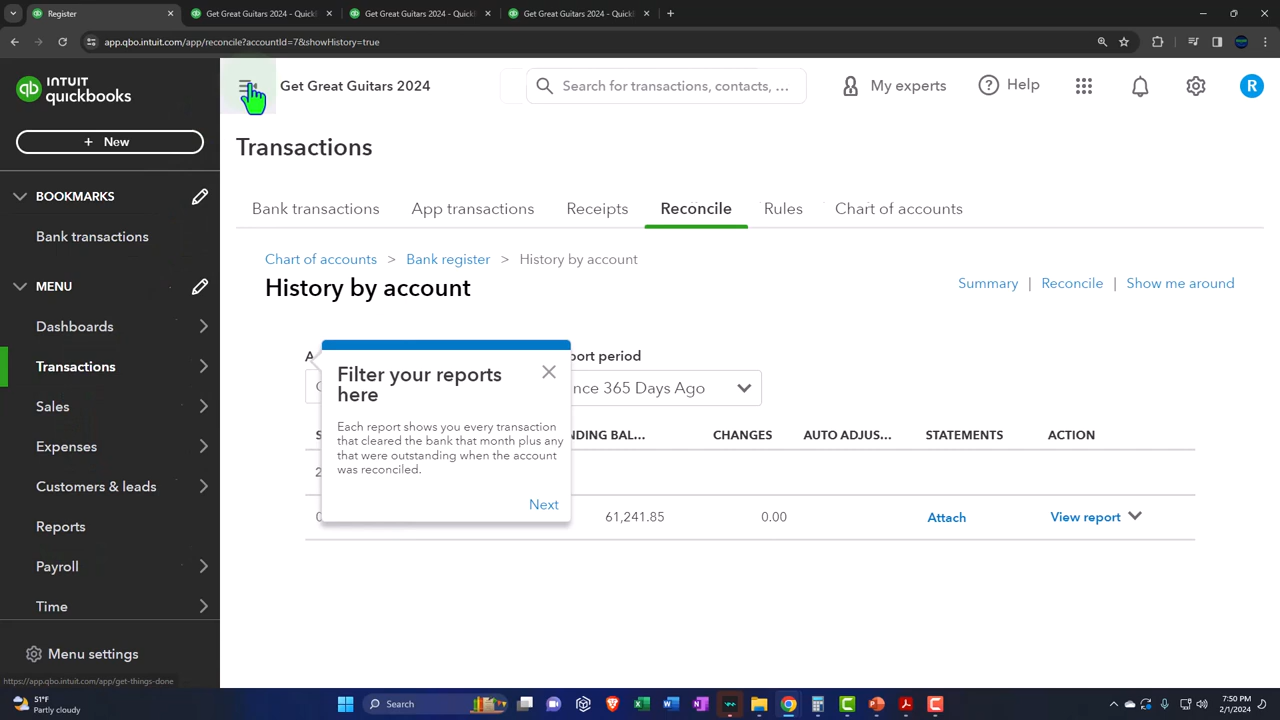 Register
Get Great Guitars 2024 - QuickB
Get Great Guitars 2024 – QuickB
Get Great Guitars 2024 – QuickB
app.qbo.intuit.com/app/reconcile?accountId=7&showHistory=true
INTUIT
quickbooks
Get Great Guitars 2024
Search for transactions, contacts, ...
My experts
Help
R
+ New
Transactions
BOOKMARKS
Bank transactions
App transactions
Receipts
Reconcile
Rules
Chart of accounts
Bank transactions
Chart of accounts > Bank register > History by account
MENU
History by account
Summary | Reconcile | Show me around
Dashboards
Transactions
Sales
Expenses
Customers & leads
Reports
Payroll
Time
Menu settings
A
port period
Filter your reports
here
nce 365 Days Ago
Each report shows you every transaction
that cleared the bank that month plus any
that were outstanding when the account
was reconciled.
Next
S
NDING BAL... CHANGES AUTO ADJUS... STATEMENTS ACTION
2
0
61,241.85 0.00 Attach View report
https://app.qbo.intuit.com/app/get-things-done
51°F
Partly cloudy
Search
7:50 PM
2/1/2024